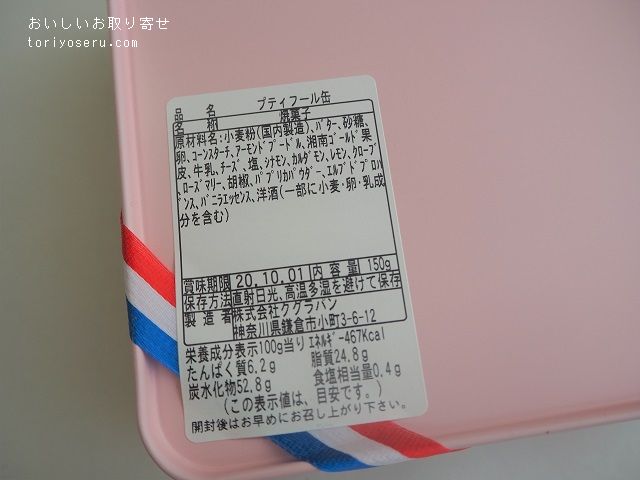 おいしいお取り寄せ
toriyoseru.com
品名 プティフール缶
名称 焼菓子
原材料名:小麦粉(国内製造)、バター、砂糖、
卵、コーンスターチ、アーモンドプードル、湘南ゴールド果
皮、牛乳、チーズ、塩、シナモン、カルダモン、レモン、クローブ
、ローズマリー、胡椒、パプリカパウダー、エルブドプロバ
ンス、バニラエッセンス、洋酒(一部に小麦・卵・乳成
分を含む)
賞味期限 20.10.01 内容量 150g
保存方法 直射日光、高温多湿を避けて保存
製造者 株式会社クグラパン
神奈川県鎌倉市小町3-6-12
栄養成分表示100g当り エネルギー467Kcal
たんぱく質6.2g 脂質24.8g
炭水化物52.8g 食塩相当量0.4g
(この表示値は、目安です。)
開封後はお早めにお召し上がり下さい。